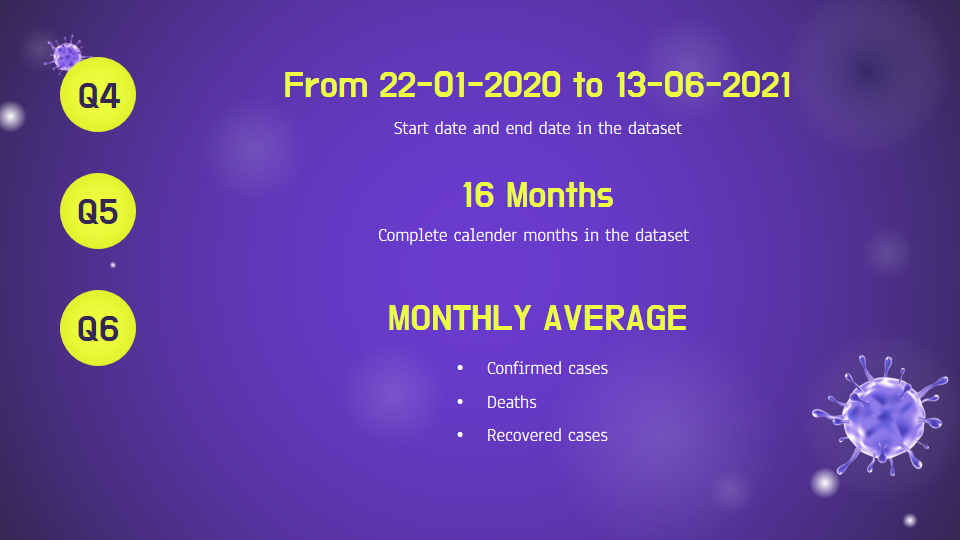 Q4
From 22-01-2020 to 13-06-2021
Start date and end date in the dataset
Q5
16 Months
Complete calender months in the dataset
Q6
MONTHLY AVERAGE
• Confirmed cases
• Deaths
• Recovered cases